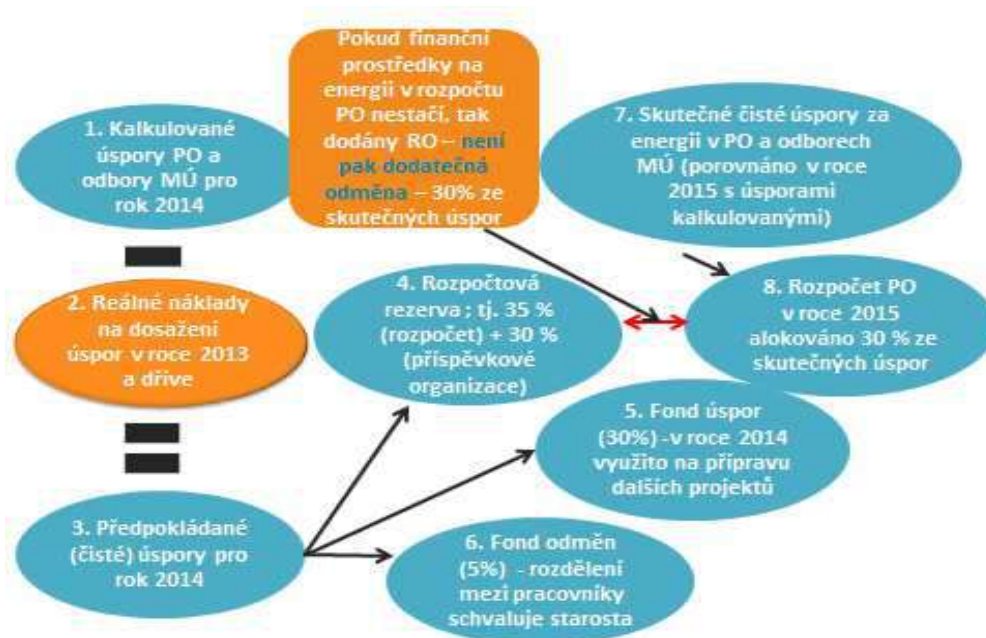 Pokud finanční
prostředky na
energii v rozpočtu
PO nestačí, tak
dodány RO – není
pak dodatečná
odměna – 30% ze
skutečných úspor
1. Kalkulované
úspory PO a
odbory MÚ pro
rok 2014
7. Skutečné čisté úspory za
energii v PO a odborech
MÚ (porovnáno v roce
2015 s úsporami
kalkulovanými)
2. Reálné náklady
na dosažení
úspor v roce 2013
a dříve
4. Rozpočtová
rezerva ; tj. 35 %
(rozpočet) + 30 %
(příspěvkové
organizace)
8. Rozpočet PO
v roce 2015
alokováno 30 % ze
skutečných úspor
5. Fond úspor
(30%) -v roce 2014
využito na přípravu
dalších projektů
3. Předpokládané
(čisté) úspory pro
rok 2014
6. Fond odměn
(5%) - rozdělení
mezi pracovníky
schvaluje starosta